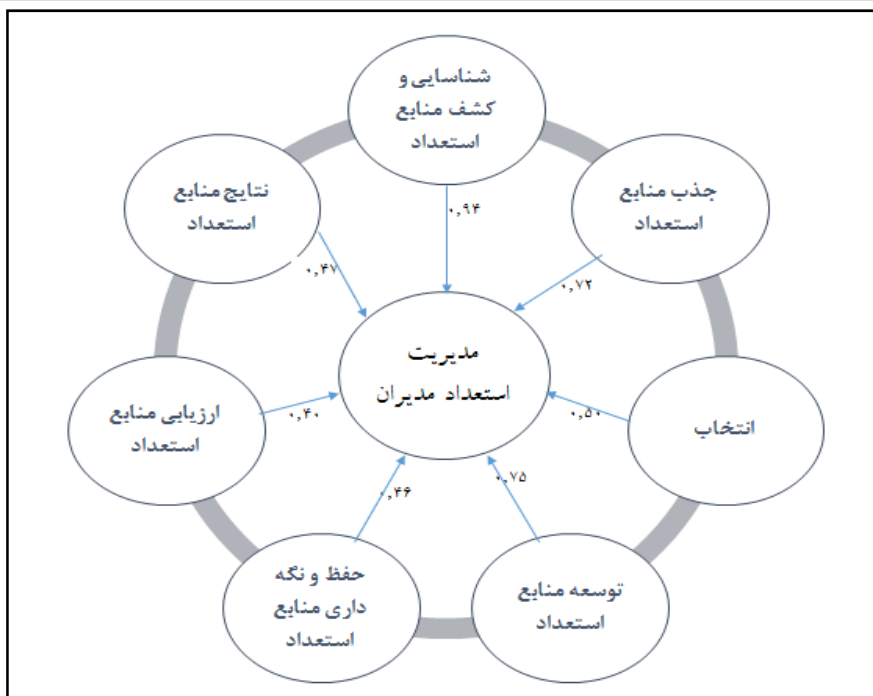 شناسایی و
کشف منابع
استعداد
نتایج منابع
استعداد
جذب منابع
استعداد
۰,۹۴
۰,۴۷
۰,۷۲
مدیریت
استعداد مدیران
ارزیابی منابع
استعداد
۰,۴۰
۰,۵۰
انتخاب
۰,۴۶
۰,۷۵
حفظ و نگه
داری منابع
استعداد
توسعه منابع
استعداد